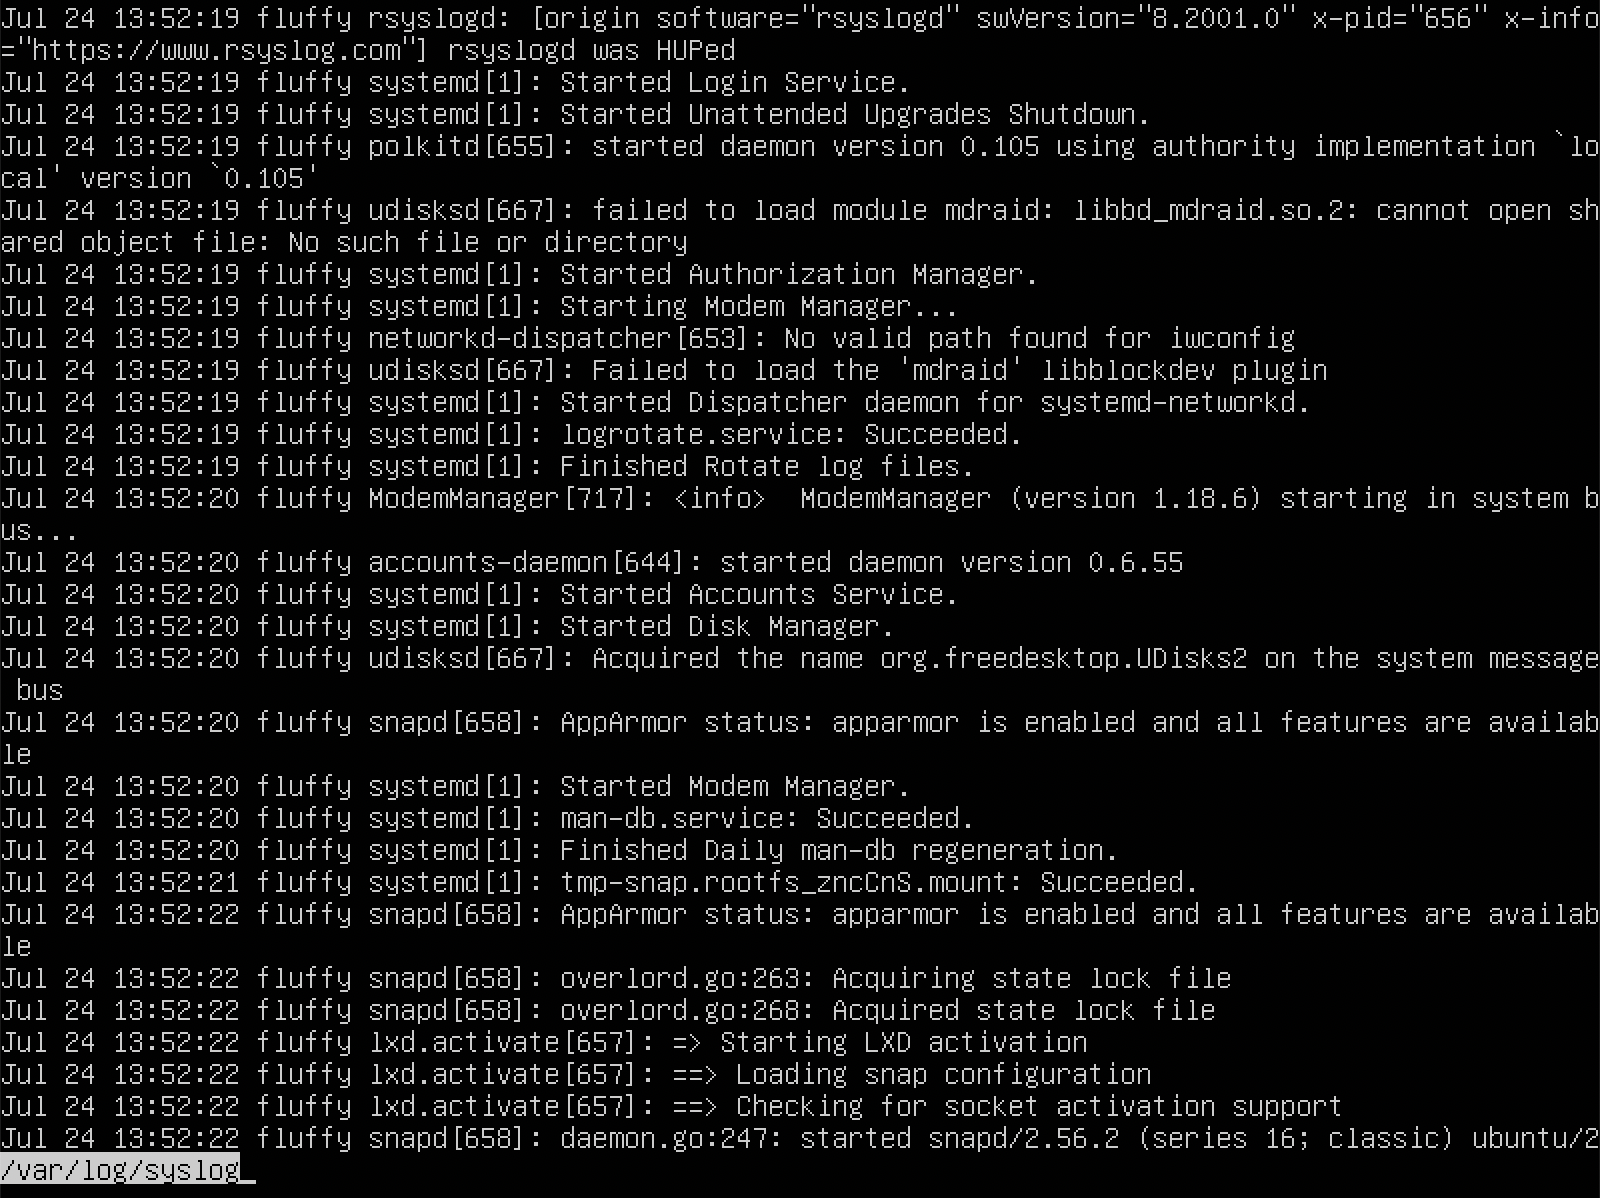 Jul 24 13:52:19 fluffy rsyslogd: [origin software="rsyslogd" swVersion="8.2001.0" x-pid="656" x-info
="https://www.rsyslog.com"] rsyslogd was HUPed
Jul 24 13:52:19 fluffy systemd[1]: Started Login Service.
Jul 24 13:52:19 fluffy systemd[1]: Started Unattended Upgrades Shutdown.
Jul 24 13:52:19 fluffy polkitd[655]: started daemon version 0.105 using authority implementation `lo
cal' version `0.105'
Jul 24 13:52:19 fluffy udisksd[667]: failed to load module mdraid: libbd_mdraid.so.2: cannot open sh
ared object file: No such file or directory
Jul 24 13:52:19 fluffy systemd[1]: Started Authorization Manager.
Jul 24 13:52:19 fluffy systemd[1]: Starting Modem Manager...
Jul 24 13:52:19 fluffy networkd-dispatcher[653]: No valid path found for iwconfig
Jul 24 13:52:19 fluffy udisksd[667]: Failed to load the 'mdraid' libblockdev plugin
Jul 24 13:52:19 fluffy systemd[1]: Started Dispatcher daemon for systemd-networkd.
Jul 24 13:52:19 fluffy systemd[1]: logrotate.service: Succeeded.
Jul 24 13:52:19 fluffy systemd[1]: Finished Rotate log files.
Jul 24 13:52:20 fluffy ModemManager[717]: <info>  ModemManager (version 1.18.6) starting in system b
us...
Jul 24 13:52:20 fluffy accounts-daemon[644]: started daemon version 0.6.55
Jul 24 13:52:20 fluffy systemd[1]: Started Accounts Service.
Jul 24 13:52:20 fluffy systemd[1]: Started Disk Manager.
Jul 24 13:52:20 fluffy udisksd[667]: Acquired the name org.freedesktop.UDisks2 on the system message
 bus
Jul 24 13:52:20 fluffy snapd[658]: AppArmor status: apparmor is enabled and all features are availab
le
Jul 24 13:52:20 fluffy systemd[1]: Started Modem Manager.
Jul 24 13:52:20 fluffy systemd[1]: man-db.service: Succeeded.
Jul 24 13:52:20 fluffy systemd[1]: Finished Daily man-db regeneration.
Jul 24 13:52:21 fluffy systemd[1]: tmp-snap.rootfs_zncCnS.mount: Succeeded.
Jul 24 13:52:22 fluffy snapd[658]: AppArmor status: apparmor is enabled and all features are availab
le
Jul 24 13:52:22 fluffy snapd[658]: overlord.go:263: Acquiring state lock file
Jul 24 13:52:22 fluffy snapd[658]: overlord.go:268: Acquired state lock file
Jul 24 13:52:22 fluffy lxd.activate[657]: => Starting LXD activation
Jul 24 13:52:22 fluffy lxd.activate[657]: ==> Loading snap configuration
Jul 24 13:52:22 fluffy lxd.activate[657]: ==> Checking for socket activation support
Jul 24 13:52:22 fluffy snapd[658]: daemon.go:247: started snapd/2.56.2 (series 16; classic) ubuntu/2
/var/log/syslog